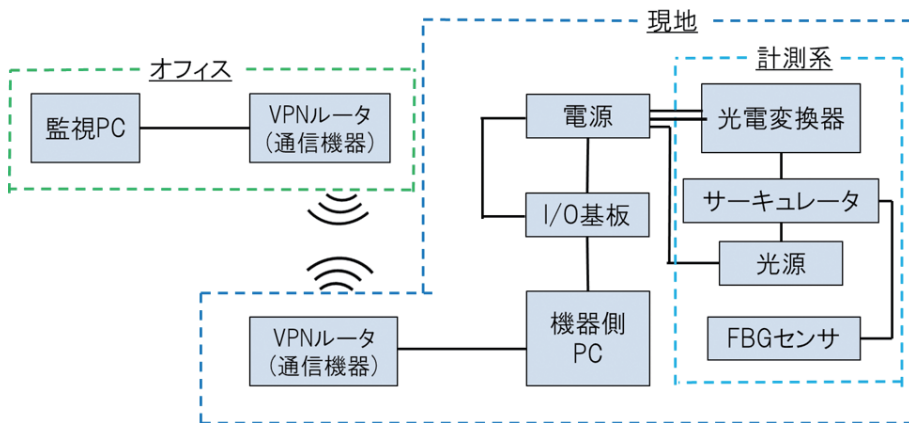 現地
オフィス
計測系
監視PC
VPNルータ
(通信機器)
電源
光電変換器
I/O基板
サーキュレータ
光源
VPNルータ
(通信機器)
機器側
PC
FBGセンサ